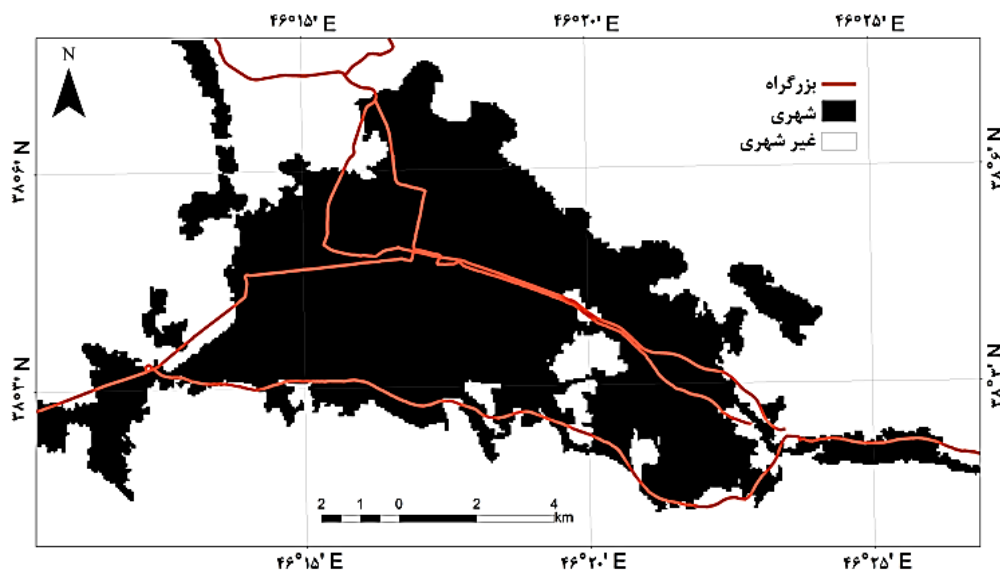 ۴۶°۱۵' E ۴۶°۲۰' E ۴۶°۲۵' E
N
بزرگراه
شهری
غیر شهری
۳۸°۶' N ۳۸°۶' N
۳۸°۳' N ۳۸°۳' N
2 1 0 2 4
km
۴۶°۱۵' E ۴۶°۲۰' E ۴۶°۲۵' E